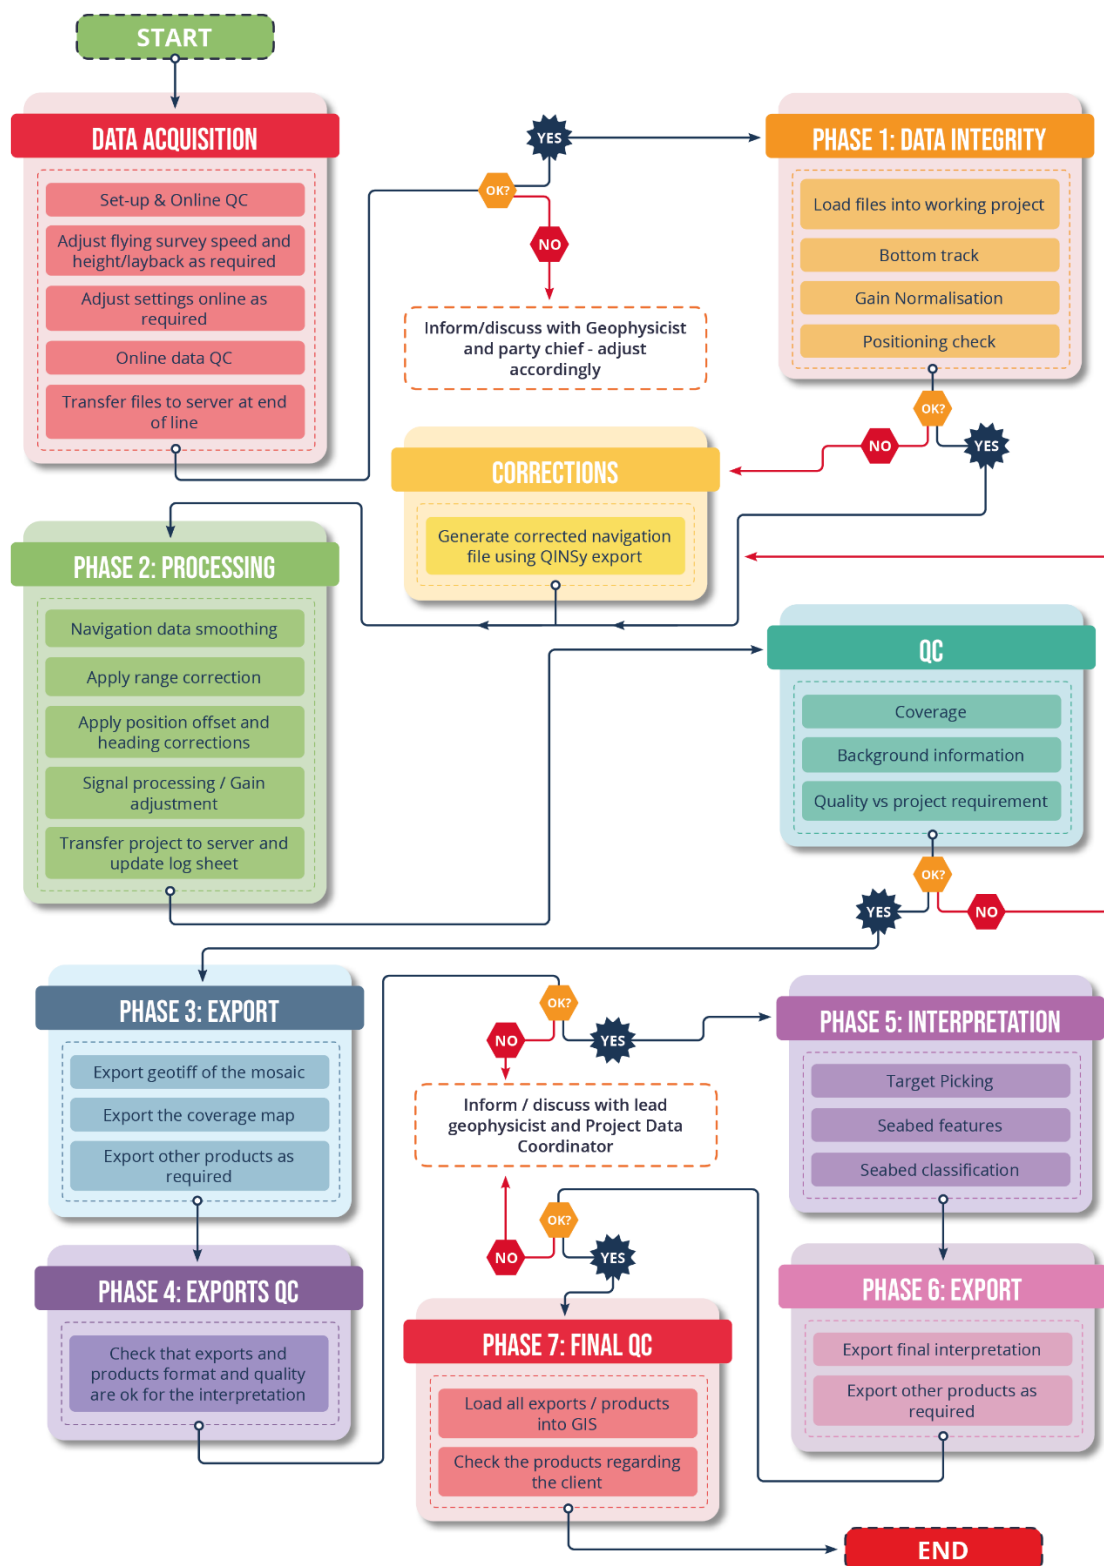 START
DATA ACQUISITION
Set-up & Online QC
Adjust flying survey speed and
height/layback as required
Adjust settings online as
required
Online data QC
Transfer files to server at end
of line
OK?
YES
NO
Inform/discuss with Geophysicist
and party chief - adjust
accordingly
PHASE 1: DATA INTEGRITY
Load files into working project
Bottom track
Gain Normalisation
Positioning check
OK?
NO
YES
CORRECTIONS
Generate corrected navigation
file using QINSy export
PHASE 2: PROCESSING
Navigation data smoothing
Apply range correction
Apply position offset and
heading corrections
Signal processing / Gain
adjustment
Transfer project to server and
update log sheet
QC
Coverage
Background information
Quality vs project requirement
OK?
YES
NO
PHASE 3: EXPORT
Export geotiff of the mosaic
Export the coverage map
Export other products as
required
PHASE 4: EXPORTS QC
Check that exports and
products format and quality
are ok for the interpretation
OK?
NO
YES
Inform / discuss with lead
geophysicist and Project Data
Coordinator
PHASE 5: INTERPRETATION
Target Picking
Seabed features
Seabed classification
PHASE 6: EXPORT
Export final interpretation
Export other products as
required
OK?
NO
YES
PHASE 7: FINAL QC
Load all exports / products
into GIS
Check the products regarding
the client
END